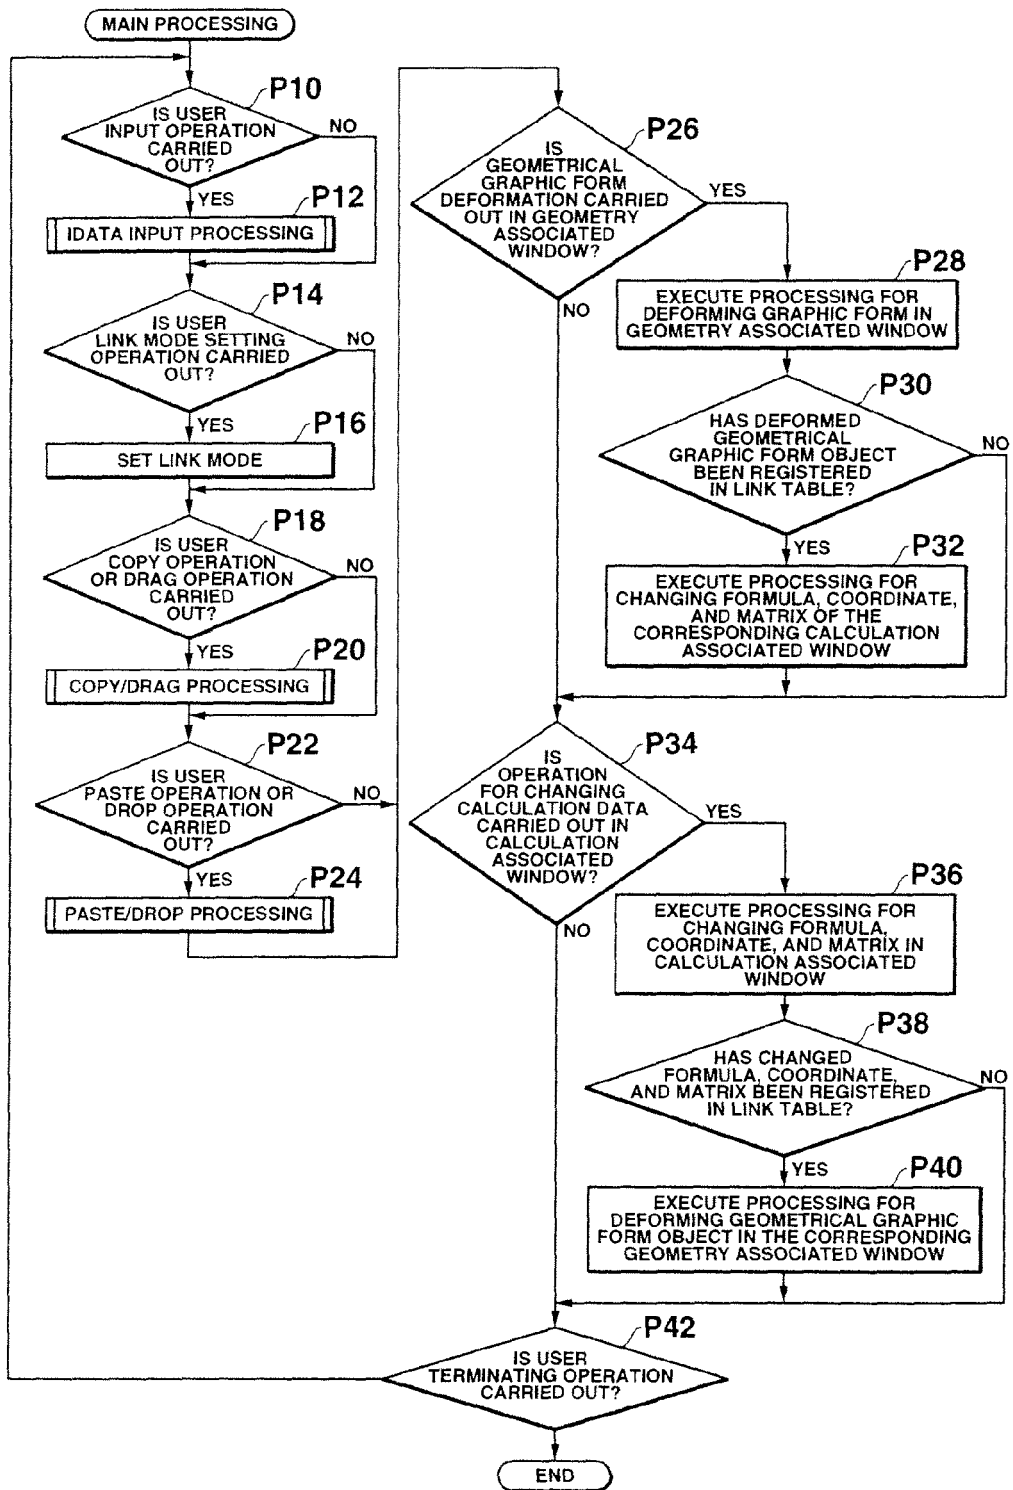 MAIN PROCESSING
P10
IS USER
INPUT OPERATION
CARRIED
OUT?
NO
YES
P12
IDATA INPUT PROCESSING
P14
IS USER
LINK MODE SETTING
OPERATION CARRIED
OUT?
NO
YES
P16
SET LINK MODE
P18
IS USER
COPY OPERATION
OR DRAG OPERATION
CARRIED
OUT?
NO
YES
P20
COPY/DRAG PROCESSING
P22
IS USER
PASTE OPERATION OR
DROP OPERATION
CARRIED
OUT?
NO
YES
P24
PASTE/DROP PROCESSING
P26
IS
GEOMETRICAL
GRAPHIC FORM
DEFORMATION CARRIED
OUT IN GEOMETRY
ASSOCIATED
WINDOW?
YES
NO
P28
EXECUTE PROCESSING FOR
DEFORMING GRAPHIC FORM IN
GEOMETRY ASSOCIATED WINDOW
P30
HAS DEFORMED
GEOMETRICAL
GRAPHIC FORM OBJECT
BEEN REGISTERED
IN LINK TABLE?
NO
YES
P32
EXECUTE PROCESSING FOR
CHANGING FORMULA, COORDINATE,
AND MATRIX OF THE
CORRESPONDING CALCULATION
ASSOCIATED WINDOW
P34
IS
OPERATION
FOR CHANGING
CALCULATION DATA
CARRIED OUT IN
CALCULATION
ASSOCIATED
WINDOW?
YES
NO
P36
EXECUTE PROCESSING FOR
CHANGING FORMULA,
COORDINATE, AND MATRIX IN
CALCULATION ASSOCIATED
WINDOW
P38
HAS CHANGED
FORMULA, COORDINATE,
AND MATRIX BEEN REGISTERED
IN LINK TABLE?
NO
YES
P40
EXECUTE PROCESSING FOR
DEFORMING GEOMETRICAL GRAPHIC
FORM OBJECT IN THE CORRESPONDING
GEOMETRY ASSOCIATED WINDOW
P42
IS USER
TERMINATING OPERATION
CARRIED OUT?
END